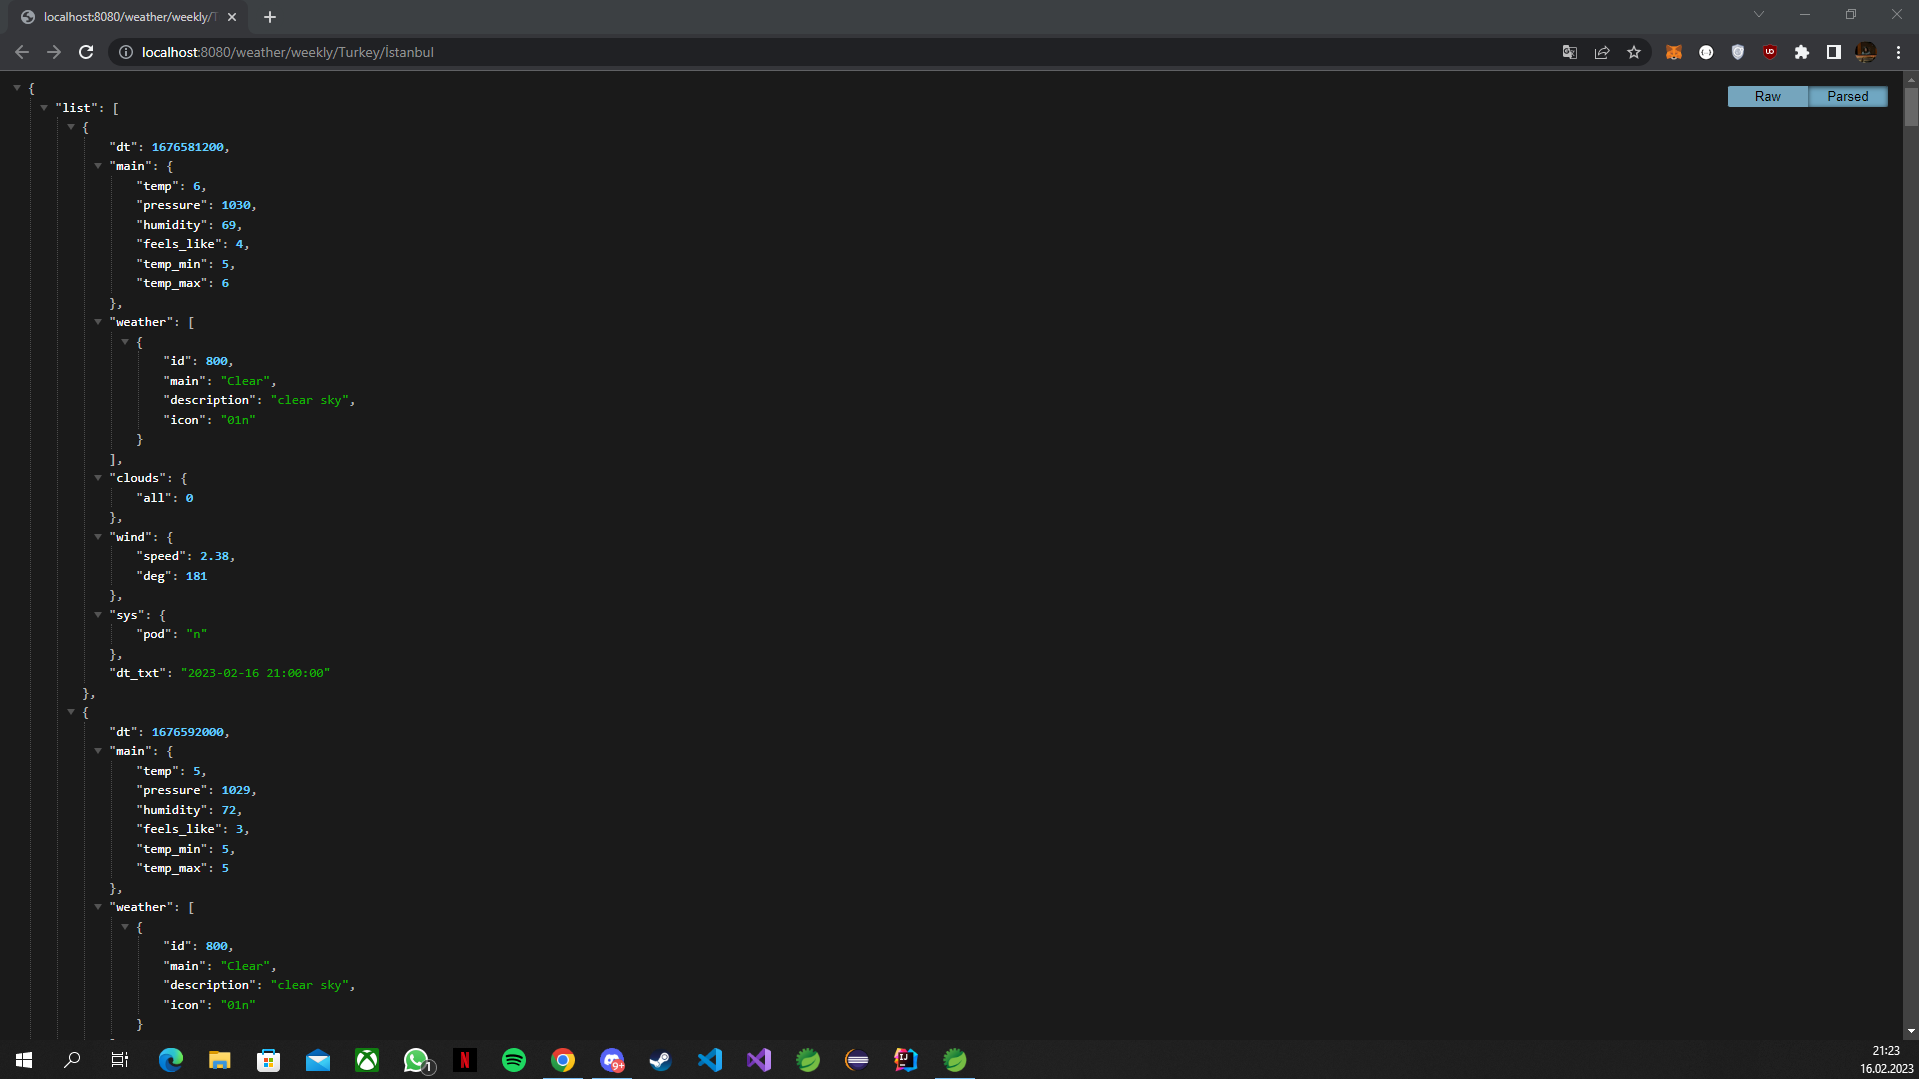 localhost:8080/weather/weekly/T
localhost:8080/weather/weekly/Turkey/İstanbul
Raw
Parsed
{
"list": [
{
"dt": 1676581200,
"main": {
"temp": 6,
"pressure": 1030,
"humidity": 69,
"feels_like": 4,
"temp_min": 5,
"temp_max": 6
},
"weather": [
{
"id": 800,
"main": "Clear",
"description": "clear sky",
"icon": "01n"
}
],
"clouds": {
"all": 0
},
"wind": {
"speed": 2.38,
"deg": 181
},
"sys": {
"pod": "n"
},
"dt_txt": "2023-02-16 21:00:00"
},
{
"dt": 1676592000,
"main": {
"temp": 5,
"pressure": 1029,
"humidity": 72,
"feels_like": 3,
"temp_min": 5,
"temp_max": 5
},
"weather": [
{
"id": 800,
"main": "Clear",
"description": "clear sky",
"icon": "01n"
}
1
N
9+
IJ
21:23
16.02.2023